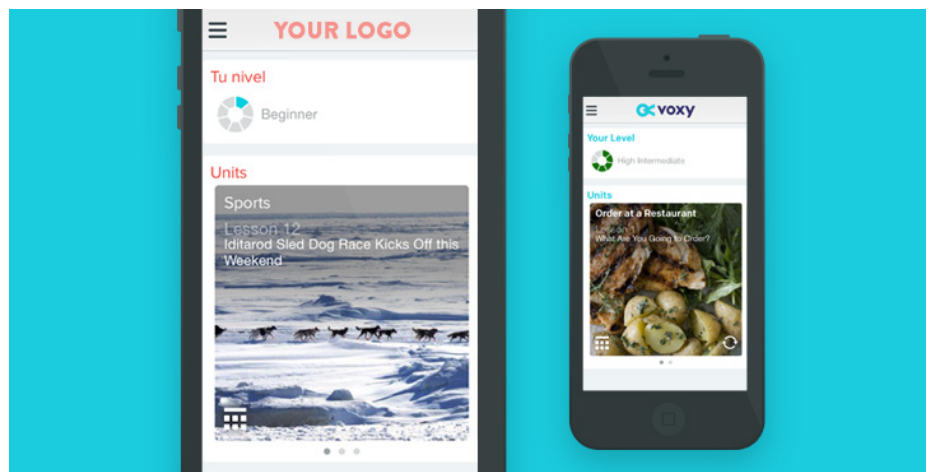 YOUR LOGO
Tu nivel
Beginner
Units
Sports
Lesson 12
Iditarod Sled Dog Race Kicks Off this
Weekend
voxy
Your Level
High Intermediate
Units
Order at a Restaurant
Lesson
What Are You Going to Order?